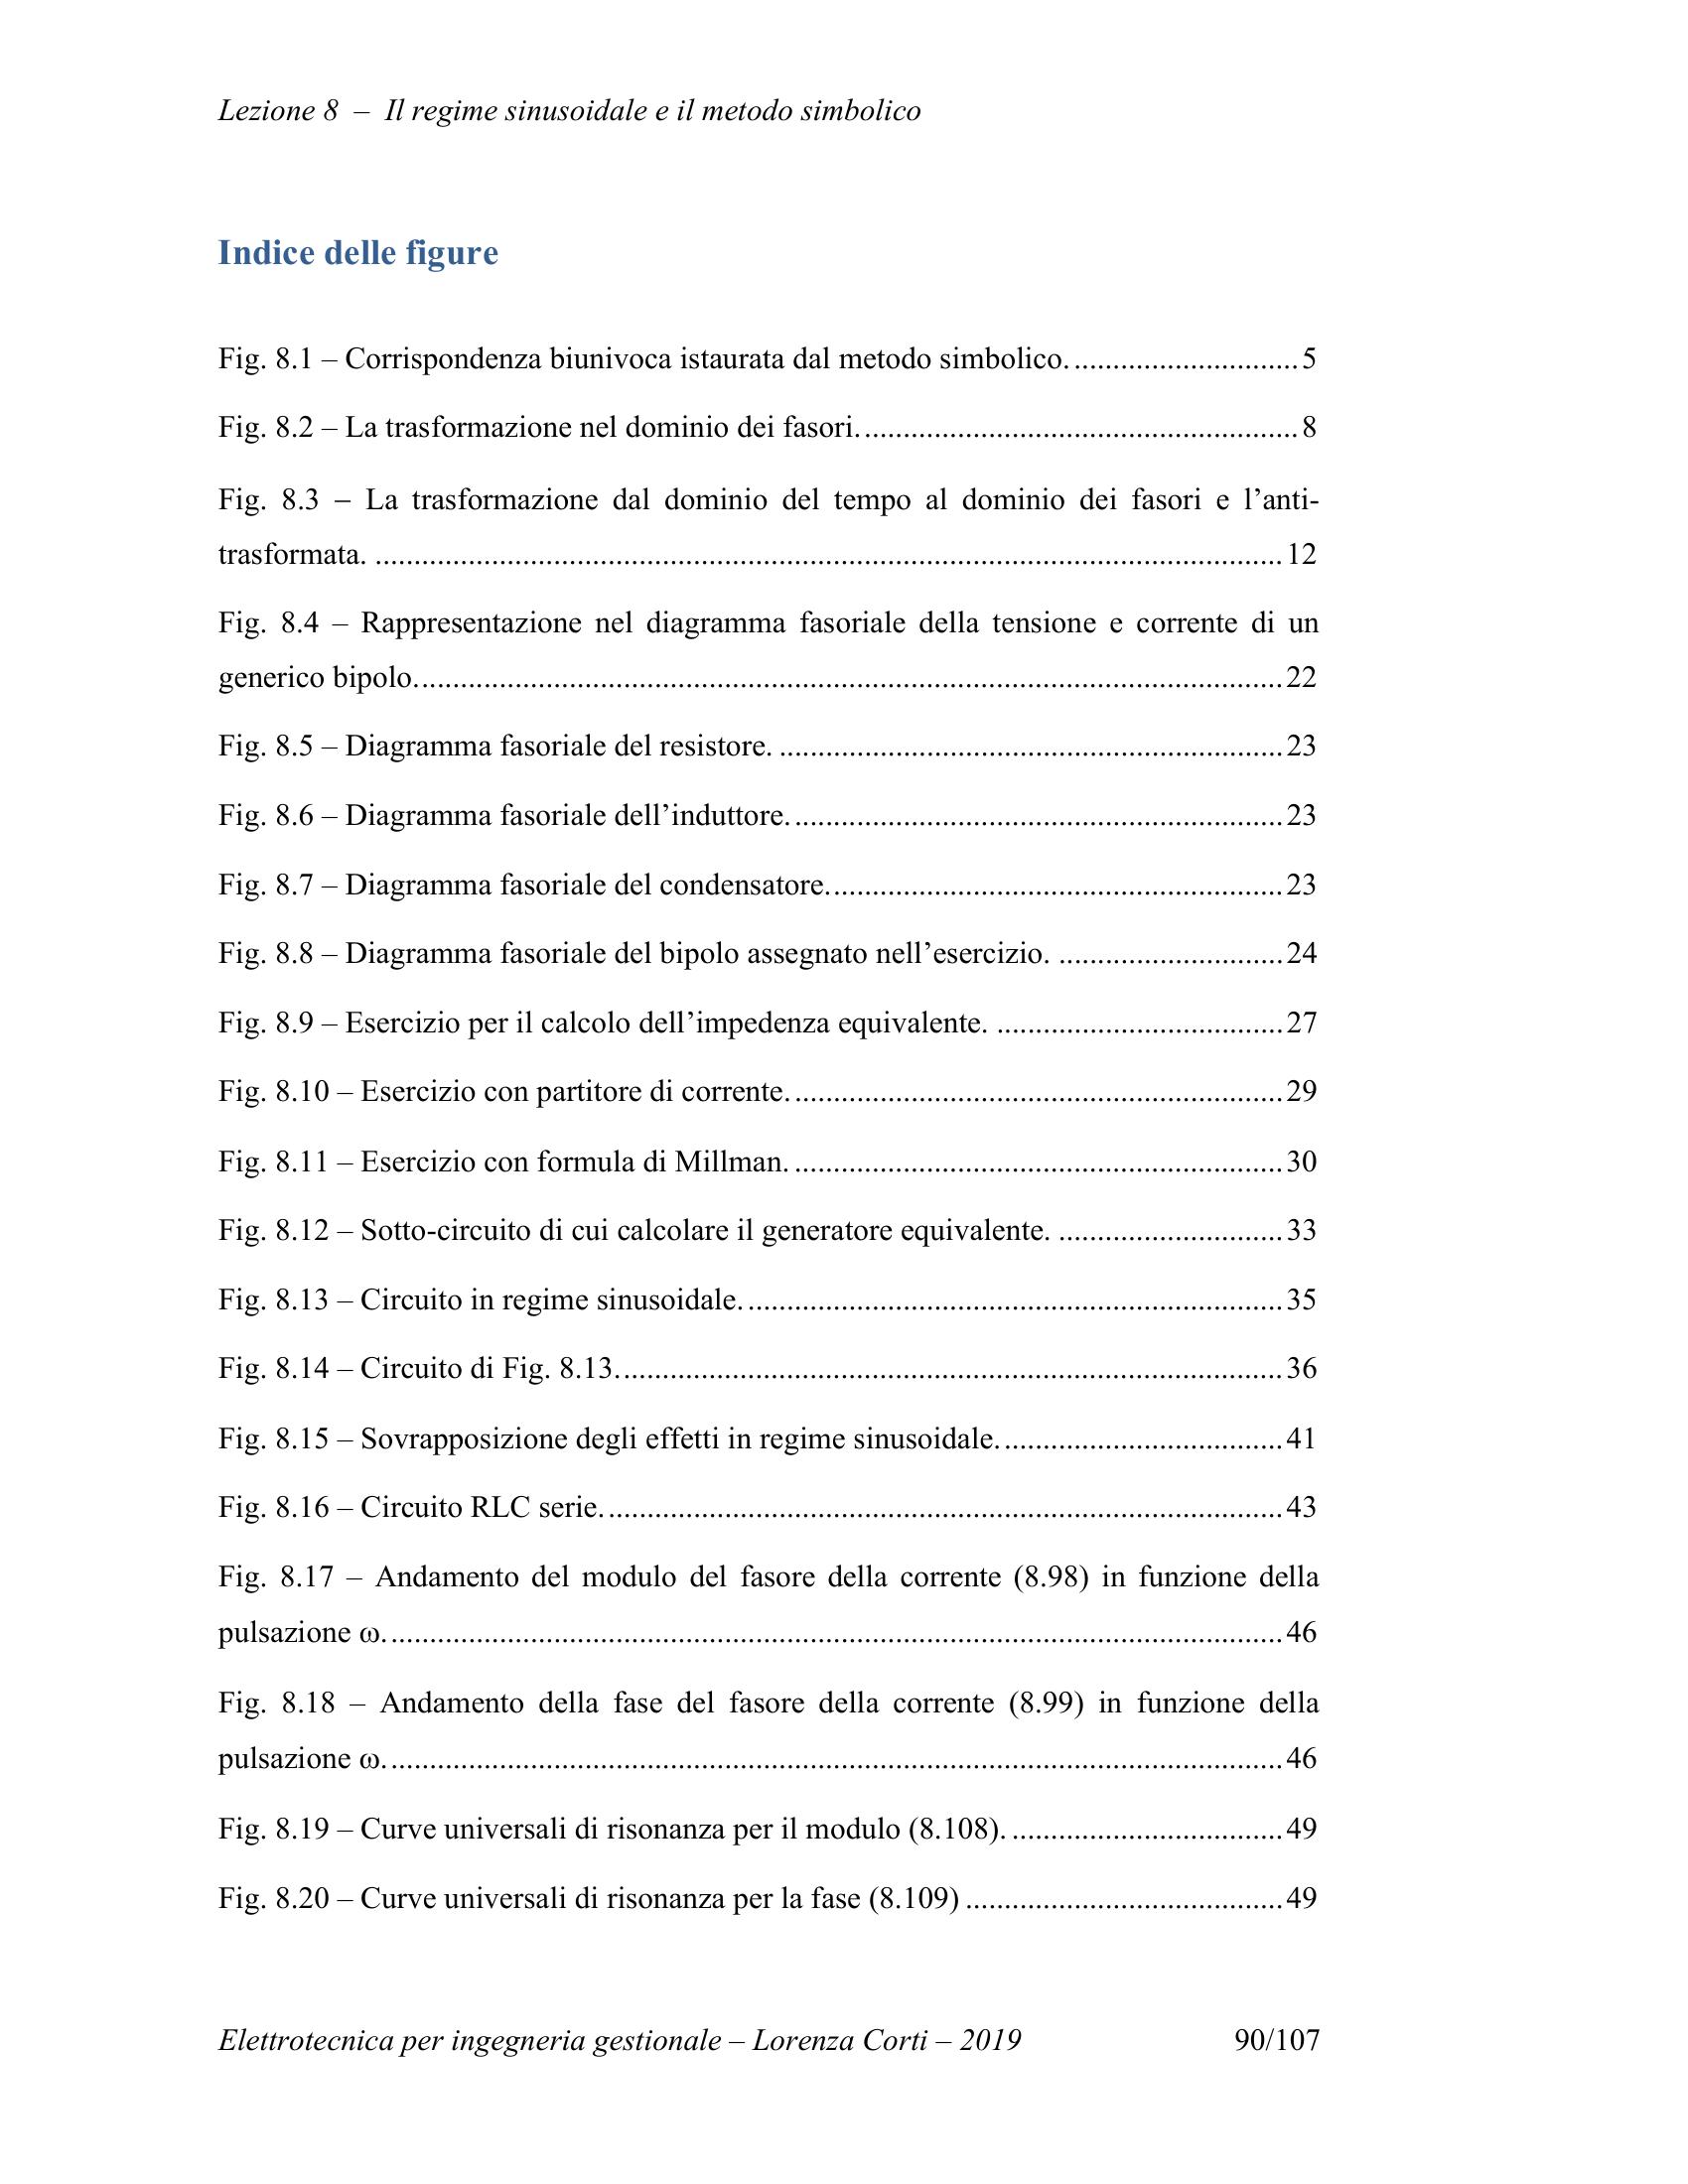 Lezione 8 – Il regime sinusoidale e il metodo simbolico
Indice delle figure
Fig. 8.1 – Corrispondenza biunivoca istaurata dal metodo simbolico. ............................. 5
Fig. 8.2 – La trasformazione nel dominio dei fasori. ........................................................ 8
Fig. 8.3 – La trasformazione dal dominio del tempo al dominio dei fasori e l’anti-
trasformata. ..................................................................................................................... 12
Fig. 8.4 – Rappresentazione nel diagramma fasoriale della tensione e corrente di un
generico bipolo. ............................................................................................................... 22
Fig. 8.5 – Diagramma fasoriale del resistore. ................................................................. 23
Fig. 8.6 – Diagramma fasoriale dell’induttore. ............................................................... 23
Fig. 8.7 – Diagramma fasoriale del condensatore. .......................................................... 23
Fig. 8.8 – Diagramma fasoriale del bipolo assegnato nell’esercizio. ............................. 24
Fig. 8.9 – Esercizio per il calcolo dell’impedenza equivalente. ..................................... 27
Fig. 8.10 – Esercizio con partitore di corrente. ............................................................... 29
Fig. 8.11 – Esercizio con formula di Millman. ............................................................... 30
Fig. 8.12 – Sotto-circuito di cui calcolare il generatore equivalente. ............................. 33
Fig. 8.13 – Circuito in regime sinusoidale. ..................................................................... 35
Fig. 8.14 – Circuito di Fig. 8.13. ..................................................................................... 36
Fig. 8.15 – Sovrapposizione degli effetti in regime sinusoidale. .................................... 41
Fig. 8.16 – Circuito RLC serie. ....................................................................................... 43
Fig. 8.17 – Andamento del modulo del fasore della corrente (8.98) in funzione della
pulsazione ω. ................................................................................................................... 46
Fig. 8.18 – Andamento della fase del fasore della corrente (8.99) in funzione della
pulsazione ω. ................................................................................................................... 46
Fig. 8.19 – Curve universali di risonanza per il modulo (8.108). ................................... 49
Fig. 8.20 – Curve universali di risonanza per la fase (8.109) ......................................... 49
Elettrotecnica per ingegneria gestionale – Lorenza Corti – 2019 90/107